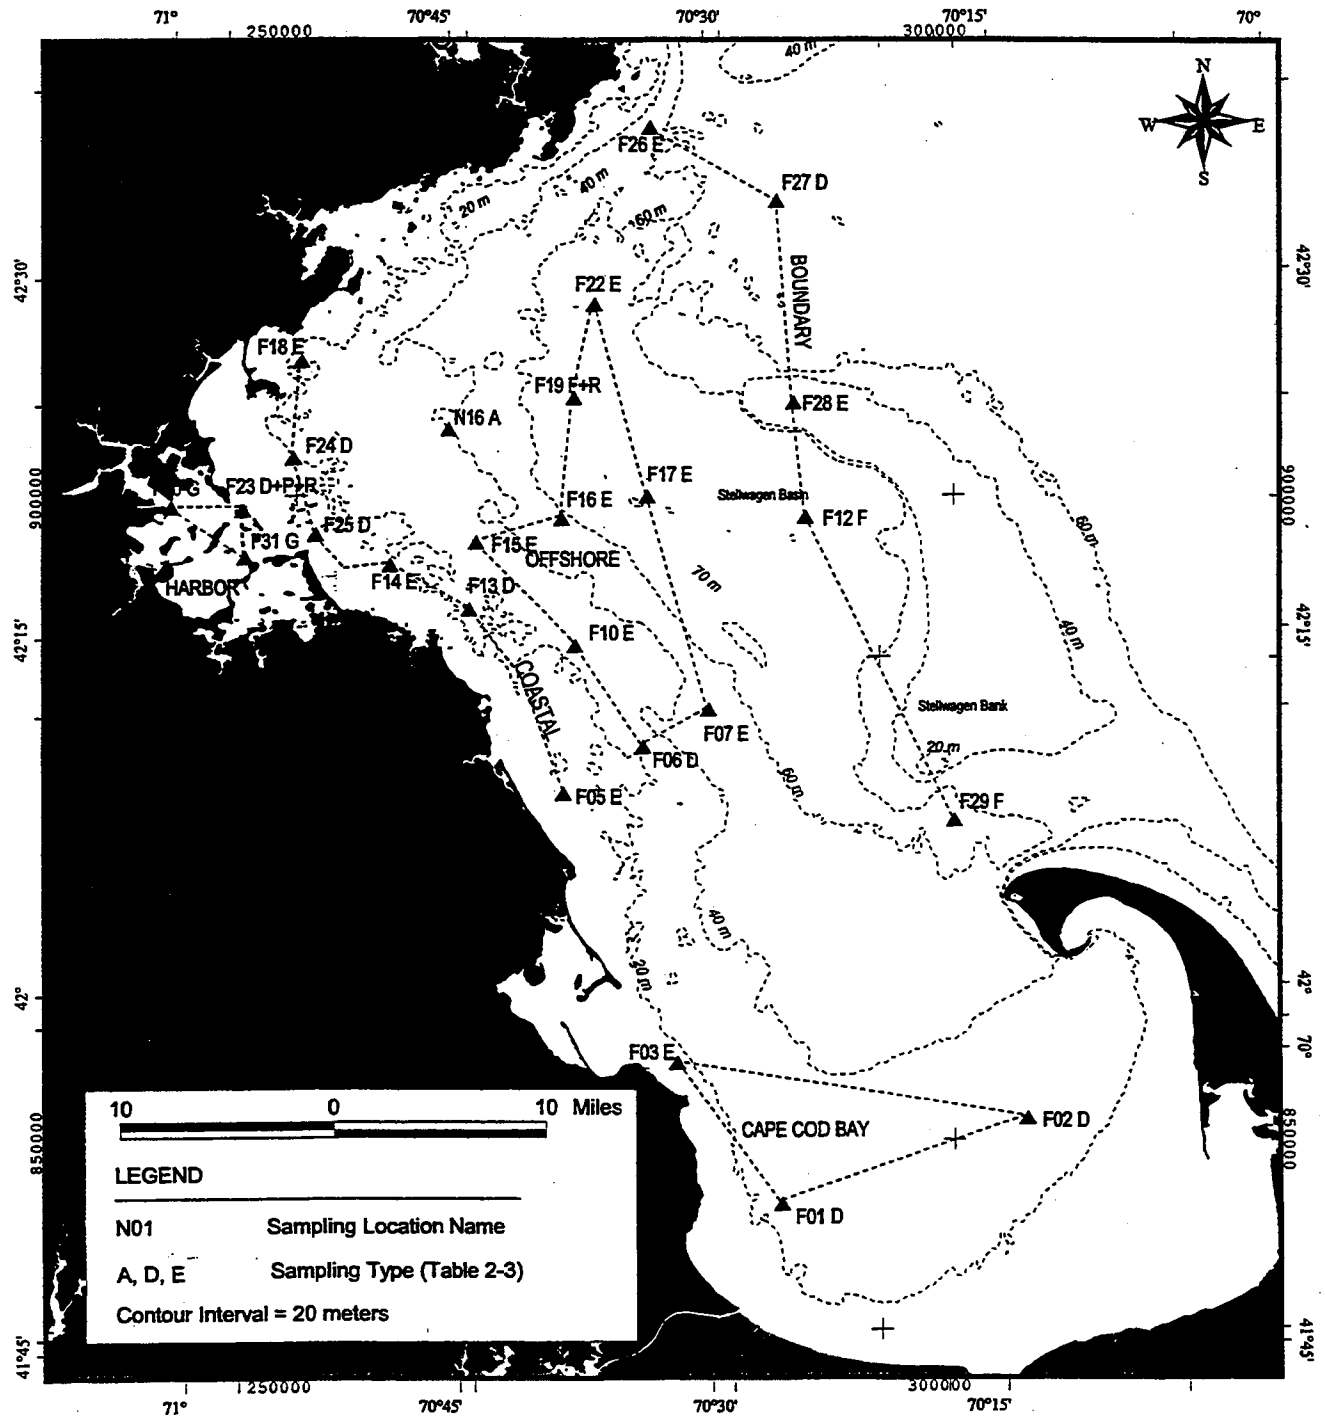 71° 70°45' 70°30' 70°15' 70°
250000 300000
40 m
N
W E
S
F26 E
F27 D
40 m
20 m
60 m
42°30' 42°30'
BOUNDARY
F22 E
F18 E
F19 F+R
F28 E
N16 A
F24 D
F23 D+P+R
G
F17 E
Stellwagen Basin
900000 900000
F16 E
F12 F
F25 D
60 m
F31 G
F15 E
OFFSHORE
F14 E
HARBOR
F13 D
70 m
42°15' 42°15'
F10 E
40 m
COASTAL
Stellwagen Bank
F07 E
F06 D
20 m
F05 E
60 m
F29 F
40 m
20 m
42° 42°
70°
F03 E
10 0 10 Miles
F02 D
CAPE COD BAY
850000 850000
LEGEND
F01 D
N01 Sampling Location Name
A, D, E Sampling Type (Table 2-3)
Contour Interval = 20 meters
41°45' 41°45'
250000 300000
71° 70°45' 70°30' 70°15'